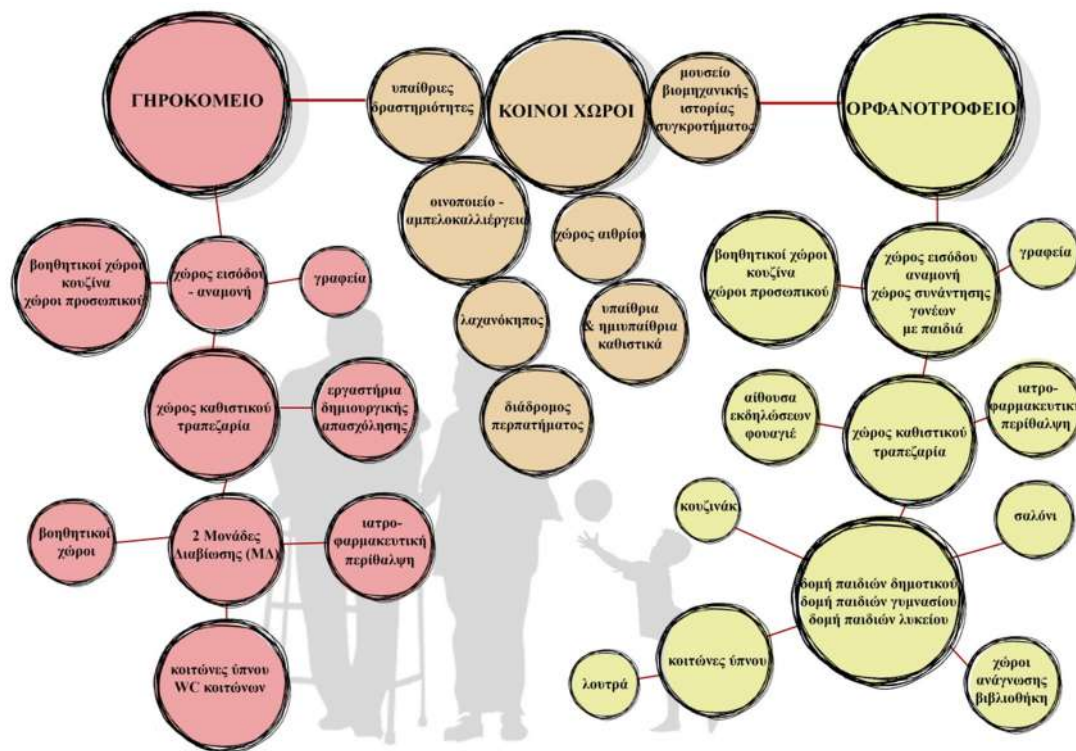 ΓΗΡΟΚΟΜΕΙΟ
βοηθητικοί χώροι
κουζίνα
χώροι προσωπικού
χώρος εισόδου
- αναμονή
γραφεία
χώρος καθιστικού
τραπεζαρία
εργαστήρια
δημιουργικής
απασχόλησης
βοηθητικοί
χώροι
2 Μονάδες
Διαβίωσης (ΜΔ)
ιατρο-
φαρμακευτική
περίθαλψη
κοιτώνες ύπνου
WC κοιτώνων
υπαίθριες
δραστηριότητες
ΚΟΙΝΟΙ ΧΩΡΟΙ
μουσείο
βιομηχανικής
ιστορίας
συγκροτήματος
οινοποιείο -
αμπελοκαλλιέργεια
χώρος αιθρίου
λαχανόκηπος
υπαίθρια
& ημιυπαίθρια
καθιστικά
διάδρομος
περπατήματος
ΟΡΦΑΝΟΤΡΟΦΕΙΟ
βοηθητικοί χώροι
κουζίνα
χώροι προσωπικού
χώρος εισόδου
αναμονή
χώρος συνάντησης
γονέων
με παιδιά
γραφεία
αίθουσα
εκδηλώσεων
φουαγιέ
χώρος καθιστικού
τραπεζαρία
ιατρο-
φαρμακευτική
περίθαλψη
κουζινάκι
σαλόνι
δομή παιδιών δημοτικού
δομή παιδιών γυμνασίου
δομή παιδιών λυκείου
κοιτώνες ύπνου
λουτρά
χώροι
ανάγνωσης
βιβλιοθήκη